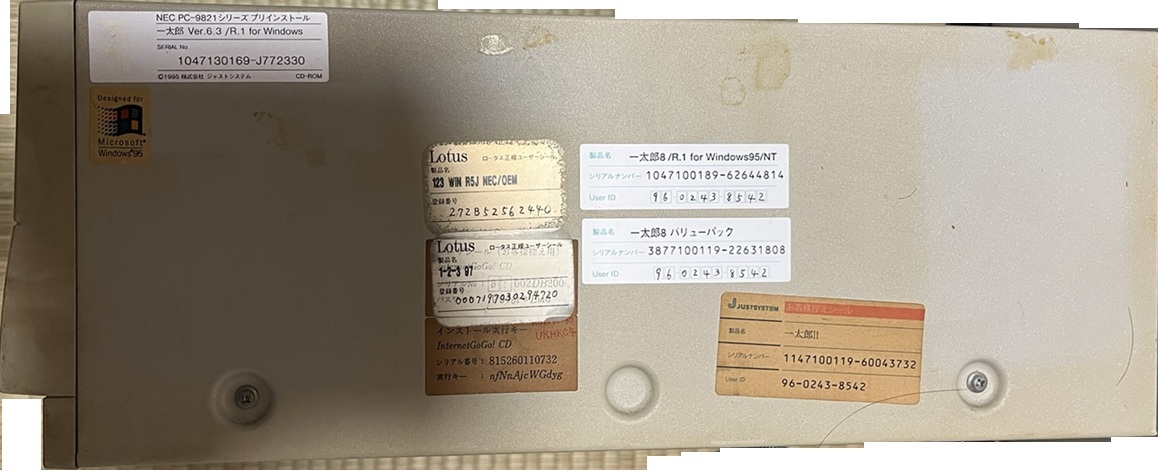 NEC PC-9821シリーズ プリインストール
一太郎 Ver.6.3 /R.1 for Windows
SERIAL No.
1047130169-J772330
©1995 株式会社 ジャストシステム CD-ROM
Designed for
Microsoft®
Windows®95
Lotus ロータス正規ユーザーシール
製品名
123 WIN R5J NEC/OEM
登録番号
272B52562440
Lotus ロータス正規ユーザーシール
製品名
1-2-3 97
登録番号
0007197030294720
インストール実行キー
InternetGoGo! CD
シリアル番号：815260110732
実行キー：nfNnAjcWGdyg
製品名 一太郎8 /R.1 for Windows95/NT
シリアルナンバー 1047100189-62644814
User ID 96-0243-8542
製品名 一太郎8 バリューパック
シリアルナンバー 3877100119-22631808
User ID 96-0243-8542
JUSTSYSTEM お客様控えシール
製品名 一太郎!!
シリアルナンバー 1147100119-60043732
User ID 96-0243-8542